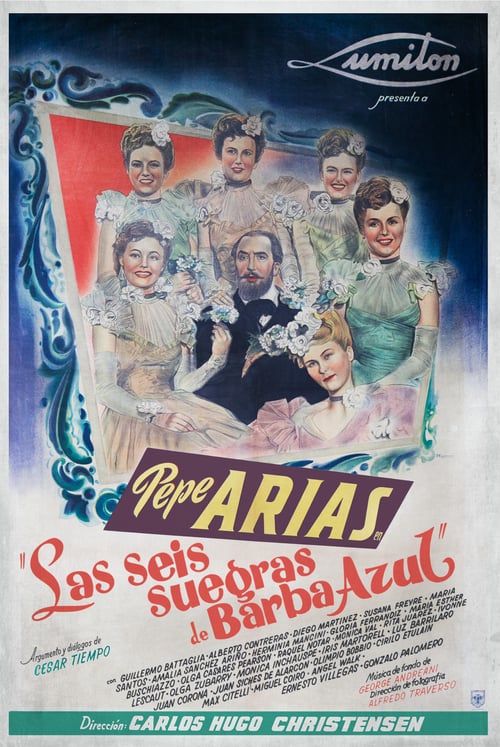 Lumiton
presenta a
Pepe ARIAS en
"Las seis
suegras
de Barba Azul"
Argumento y diálogos de
CESAR TIEMPO
con GUILLERMO BATTAGLIA · ALBERTO CONTRERAS · DIEGO MARTINEZ · SUSANA FREYRE · MARIA
SANTOS · AMALIA SANCHEZ ARIÑO · HERMINIA MANCINI · GLORIA FERRANDIZ · MARIA ESTHER
BUSCHIAZZO · OLGA CASARES PEARSON · RAQUEL NOTAR · MONICA VAL · RITA JUAREZ · IVONNE
LESCAUT · OLGA ZUBARRY · MONICA INCHAUSPE · IRIS MARTORELL · LUZ BARRILARO
JUAN CORONA · JUAN SICHES DE ALARCON · OLIMPIO BOBBIO · CIRILO ETULAIN
MAX CITELLI · MIGUEL COIRO · ANGEL WALK ·
ERNESTO VILLEGAS · GONZALO PALOMERO
Música de fondo de
GEORGE ANDREANI
Dirección de fotografía
ALFREDO TRAVERSO
Dirección: CARLOS HUGO CHRISTENSEN